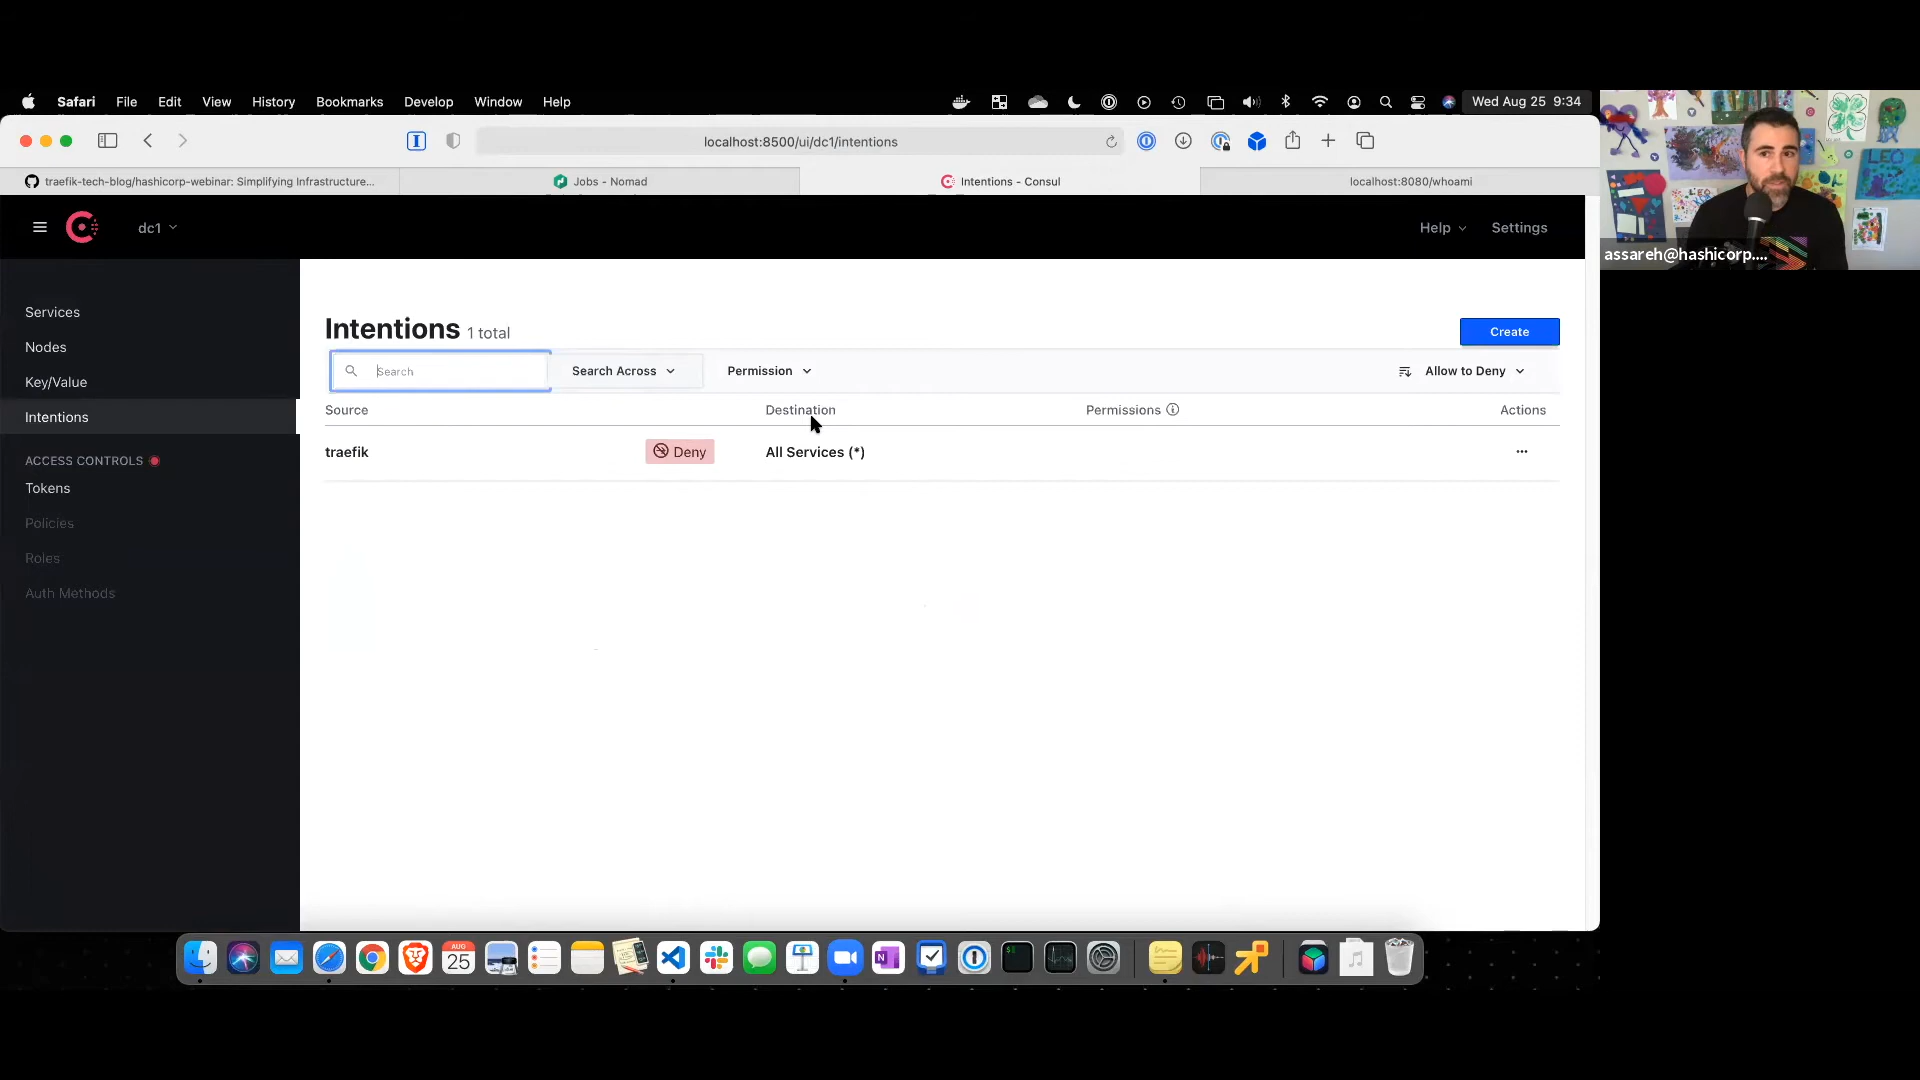 Safari File Edit View History Bookmarks Develop Window Help Wed Aug 25 9:34
localhost:8500/ui/dc1/intentions
traefik-tech-blog/hashicorp-webinar: Simplifying Infrastructure... Jobs - Nomad Intentions - Consul localhost:8080/whoami
dc1 Help Settings
assareh@hashicorp....
Services
Nodes
Key/Value
Intentions
ACCESS CONTROLS
Tokens
Policies
Roles
Auth Methods
Intentions 1 total
Create
Search Search Across Permission Allow to Deny
Source Destination Permissions Actions
traefik Deny All Services (*) ...
LEO
AUG
25